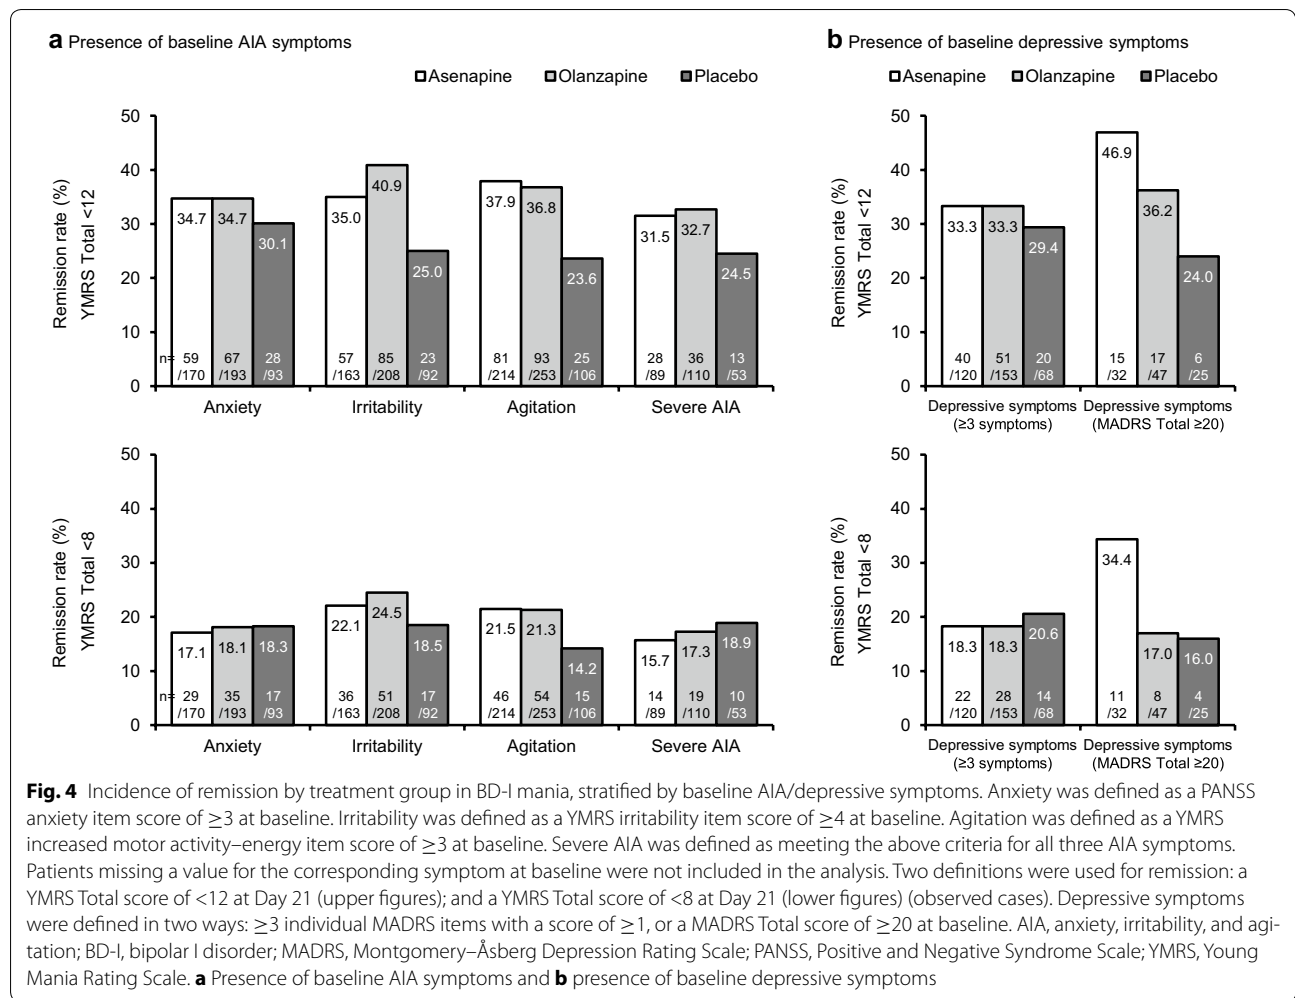 a Presence of baseline AIA symptoms
Asenapine Olanzapine Placebo
Remission rate (%)
YMRS Total <12
50
40
30
20
10
0
34.7 34.7 30.1
35.0 40.9 25.0
37.9 36.8 23.6
31.5 32.7 24.5
n= 59 67 28 57 85 23 81 93 25 28 36 13
/170 /193 /93 /163 /208 /92 /214 /253 /106 /89 /110 /53
Anxiety Irritability Agitation Severe AIA
b Presence of baseline depressive symptoms
Asenapine Olanzapine Placebo
Remission rate (%)
YMRS Total <12
50
40
30
20
10
0
33.3 33.3 29.4
46.9 36.2 24.0
40 51 20 15 17 6
/120 /153 /68 /32 /47 /25
Depressive symptoms Depressive symptoms
(≥3 symptoms) (MADRS Total ≥20)
Remission rate (%)
YMRS Total <8
50
40
30
20
10
0
17.1 18.1 18.3
22.1 24.5 18.5
21.5 21.3 14.2
15.7 17.3 18.9
n= 29 35 17 36 51 17 46 54 15 14 19 10
/170 /193 /93 /163 /208 /92 /214 /253 /106 /89 /110 /53
Anxiety Irritability Agitation Severe AIA
Remission rate (%)
YMRS Total <8
50
40
30
20
10
0
18.3 18.3 20.6
34.4 17.0 16.0
22 28 14 11 8 4
/120 /153 /68 /32 /47 /25
Depressive symptoms Depressive symptoms
(≥3 symptoms) (MADRS Total ≥20)
Fig. 4 Incidence of remission by treatment group in BD-I mania, stratified by baseline AIA/depressive symptoms. Anxiety was defined as a PANSS
anxiety item score of ≥3 at baseline. Irritability was defined as a YMRS irritability item score of ≥4 at baseline. Agitation was defined as a YMRS
increased motor activity–energy item score of ≥3 at baseline. Severe AIA was defined as meeting the above criteria for all three AIA symptoms.
Patients missing a value for the corresponding symptom at baseline were not included in the analysis. Two definitions were used for remission: a
YMRS Total score of <12 at Day 21 (upper figures); and a YMRS Total score of <8 at Day 21 (lower figures) (observed cases). Depressive symptoms
were defined in two ways: ≥3 individual MADRS items with a score of ≥1, or a MADRS Total score of ≥20 at baseline. AIA, anxiety, irritability, and agi-
tation; BD-I, bipolar I disorder; MADRS, Montgomery–Åsberg Depression Rating Scale; PANSS, Positive and Negative Syndrome Scale; YMRS, Young
Mania Rating Scale. a Presence of baseline AIA symptoms and b presence of baseline depressive symptoms